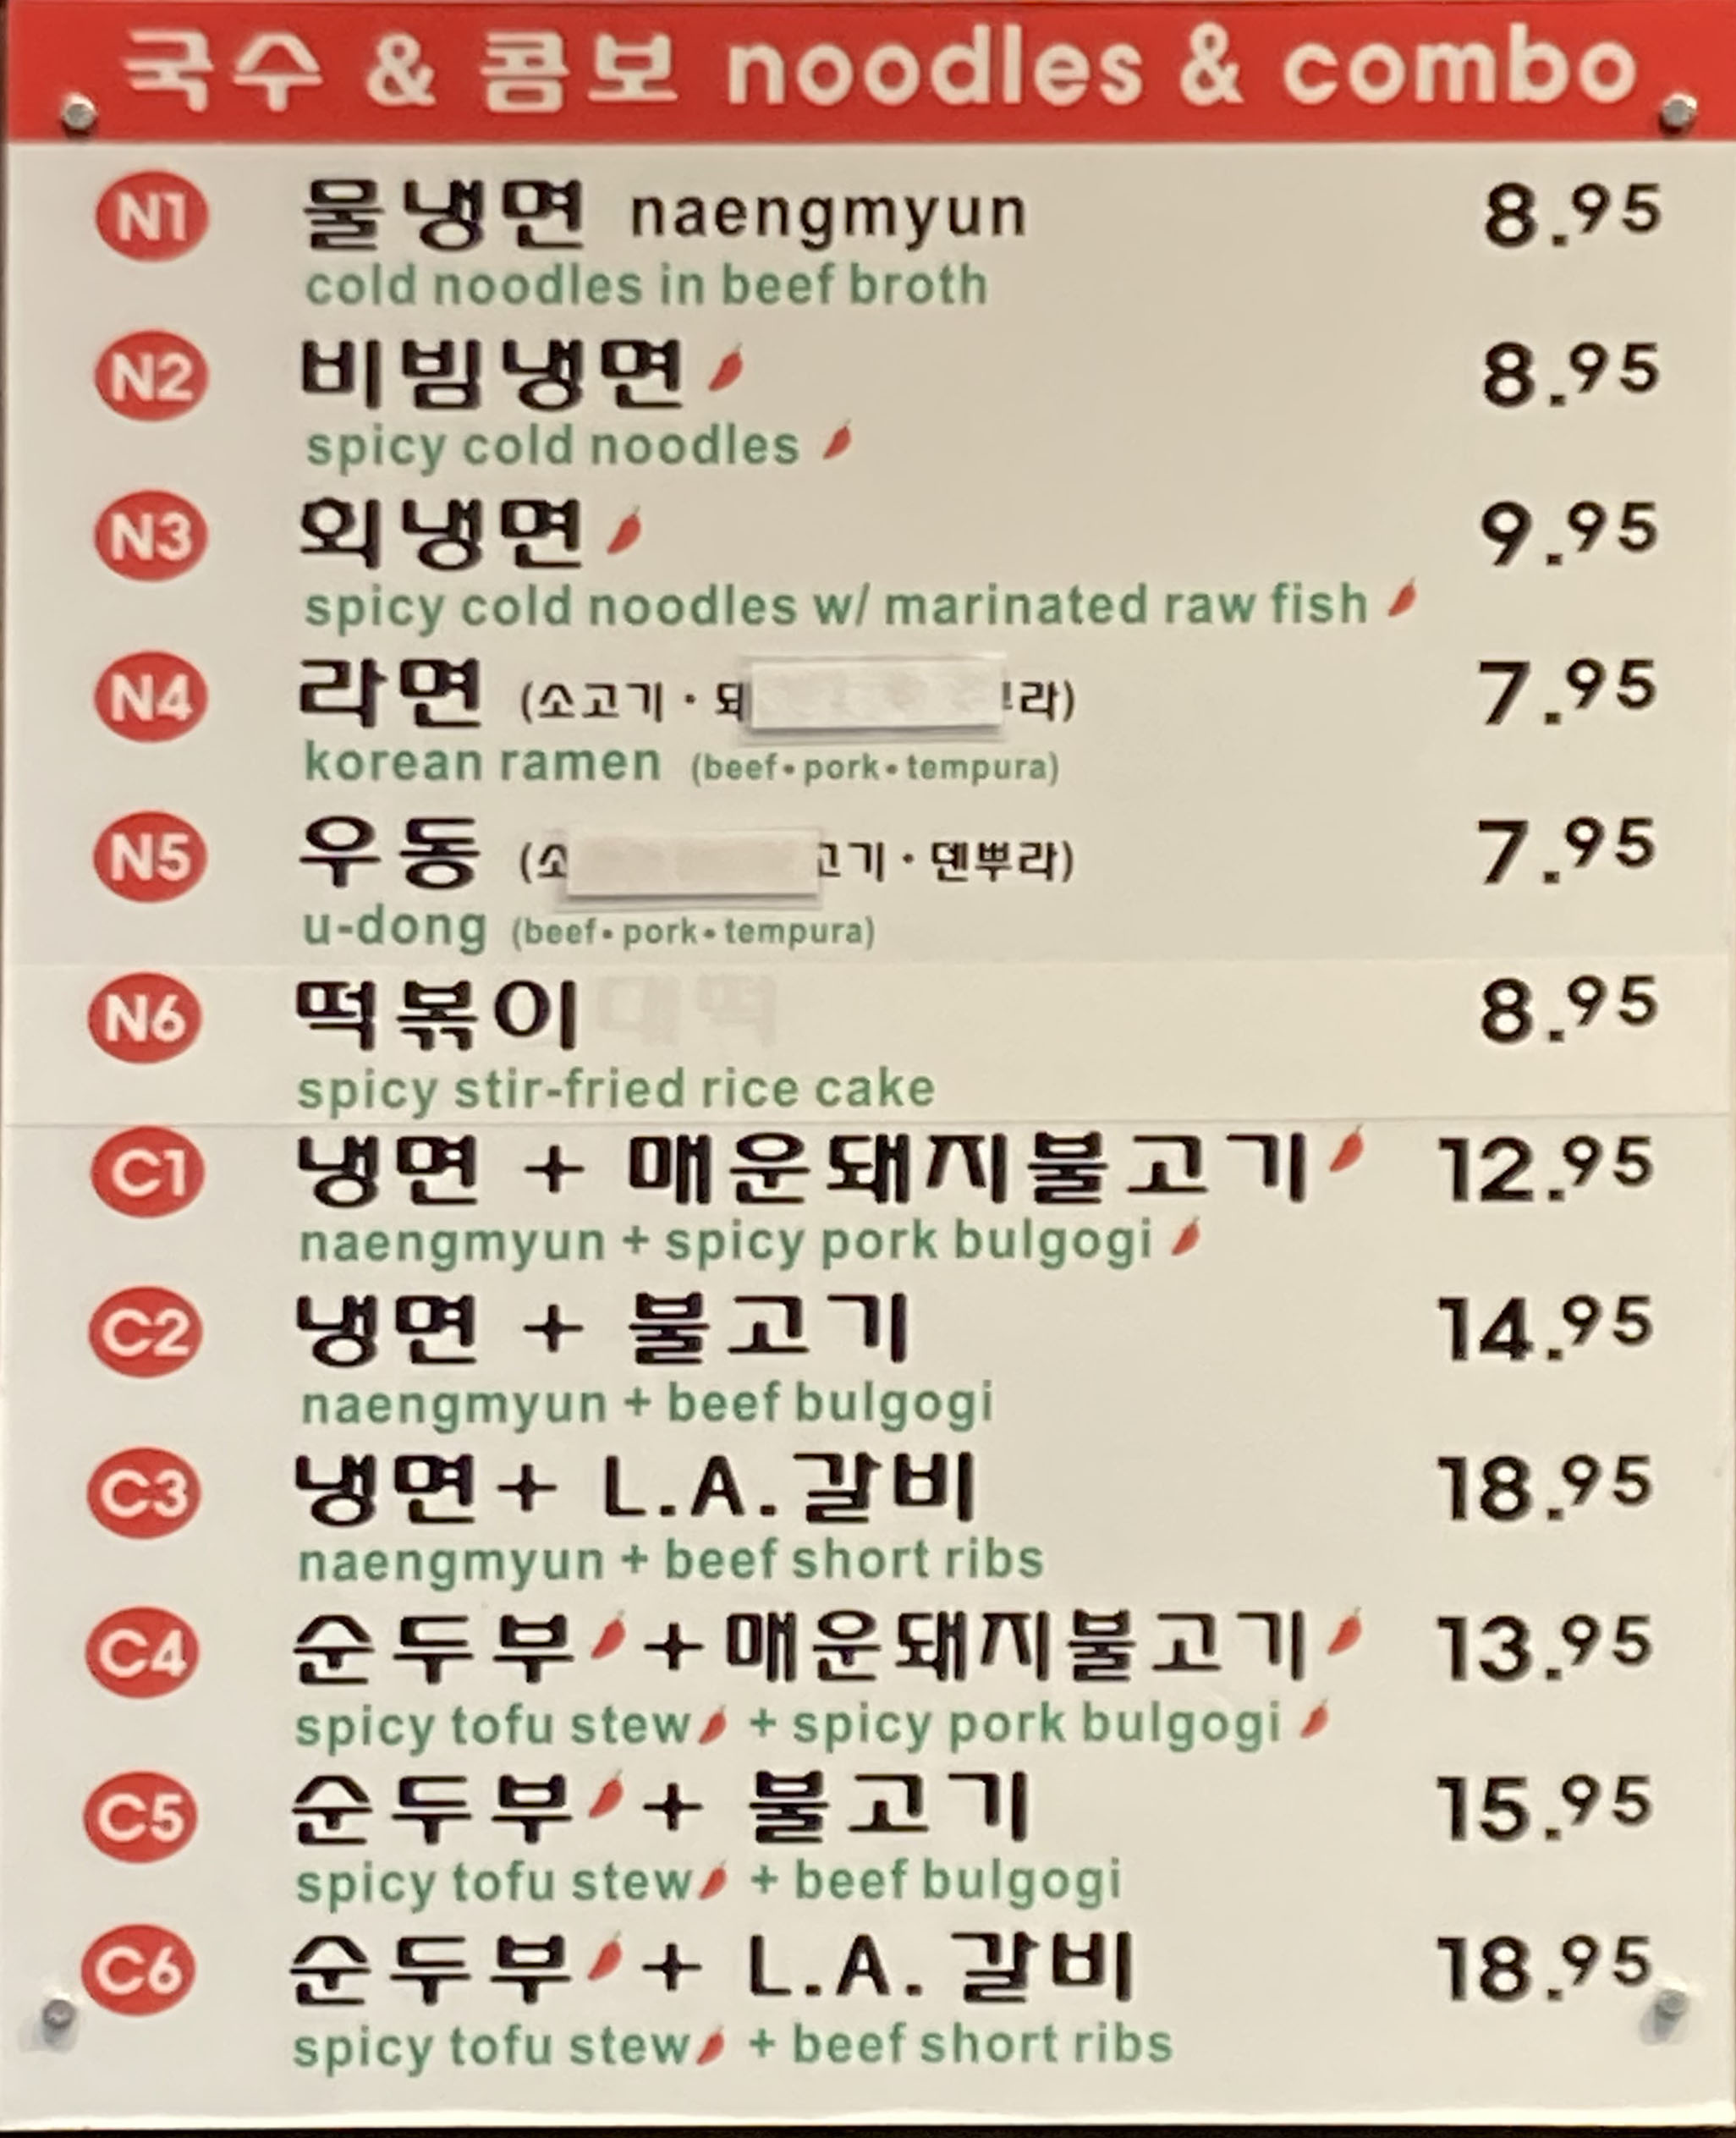 국수 & 콤보 noodles & combo
N1 물냉면 naengmyun 8.95
cold noodles in beef broth
N2 비빔냉면 8.95
spicy cold noodles
N3 회냉면 9.95
spicy cold noodles w/ marinated raw fish
N4 라면 (소고기 · 라) 7.95
korean ramen (beef • pork • tempura)
N5 우동 (소 고기 · 덴뿌라) 7.95
u-dong (beef • pork • tempura)
N6 떡볶이 8.95
spicy stir-fried rice cake
C1 냉면 + 매운돼지불고기 12.95
naengmyun + spicy pork bulgogi
C2 냉면 + 불고기 14.95
naengmyun + beef bulgogi
C3 냉면 + L.A.갈비 18.95
naengmyun + beef short ribs
C4 순두부 + 매운돼지불고기 13.95
spicy tofu stew + spicy pork bulgogi
C5 순두부 + 불고기 15.95
spicy tofu stew + beef bulgogi
C6 순두부 + L.A. 갈비 18.95
spicy tofu stew + beef short ribs